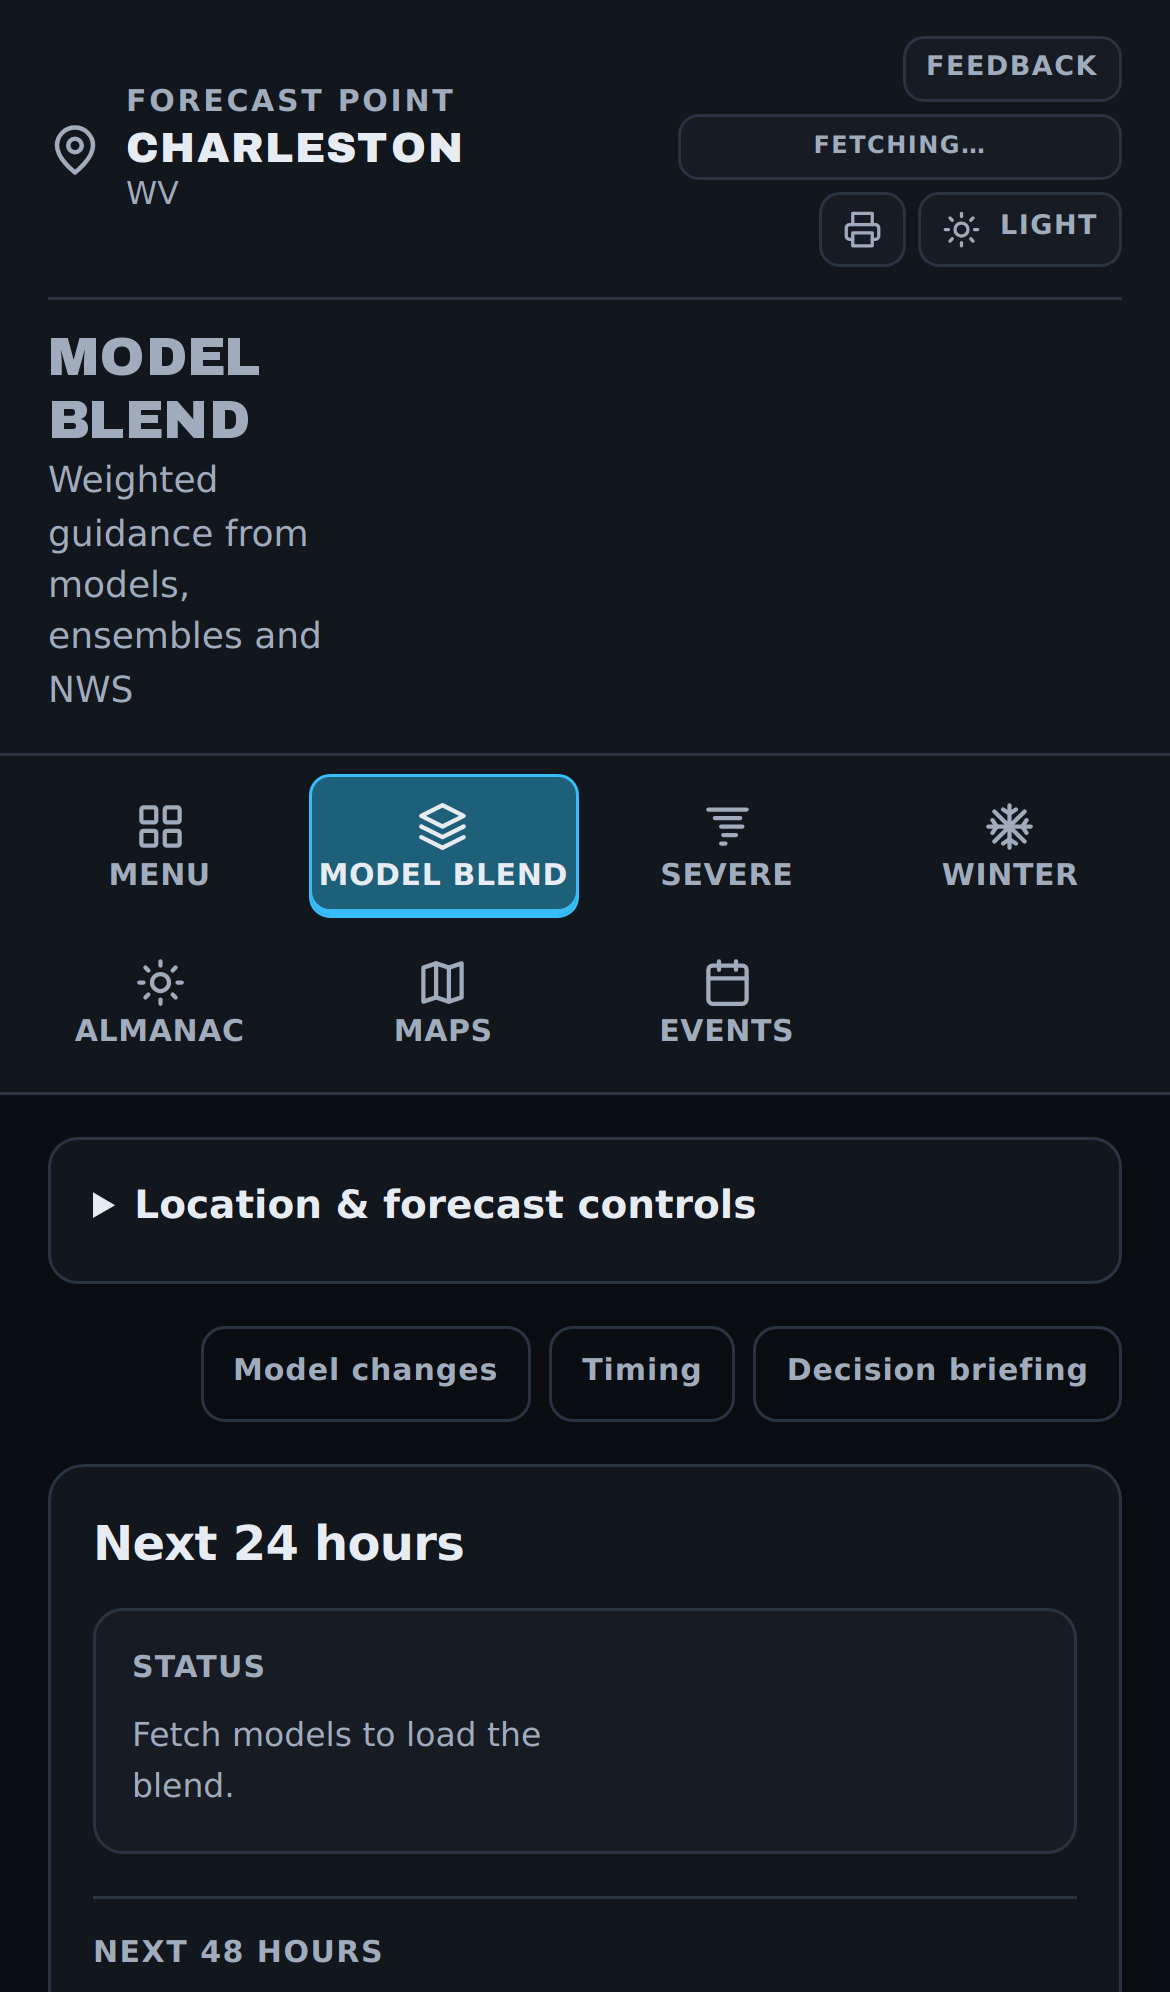 FEEDBACK
FORECAST POINT
CHARLESTON
WV
FETCHING…
LIGHT
MODEL
BLEND
Weighted
guidance from
models,
ensembles and
NWS
MENU
MODEL BLEND
SEVERE
WINTER
ALMANAC
MAPS
EVENTS
Location & forecast controls
Model changes
Timing
Decision briefing
Next 24 hours
STATUS
Fetch models to load the
blend.
NEXT 48 HOURS